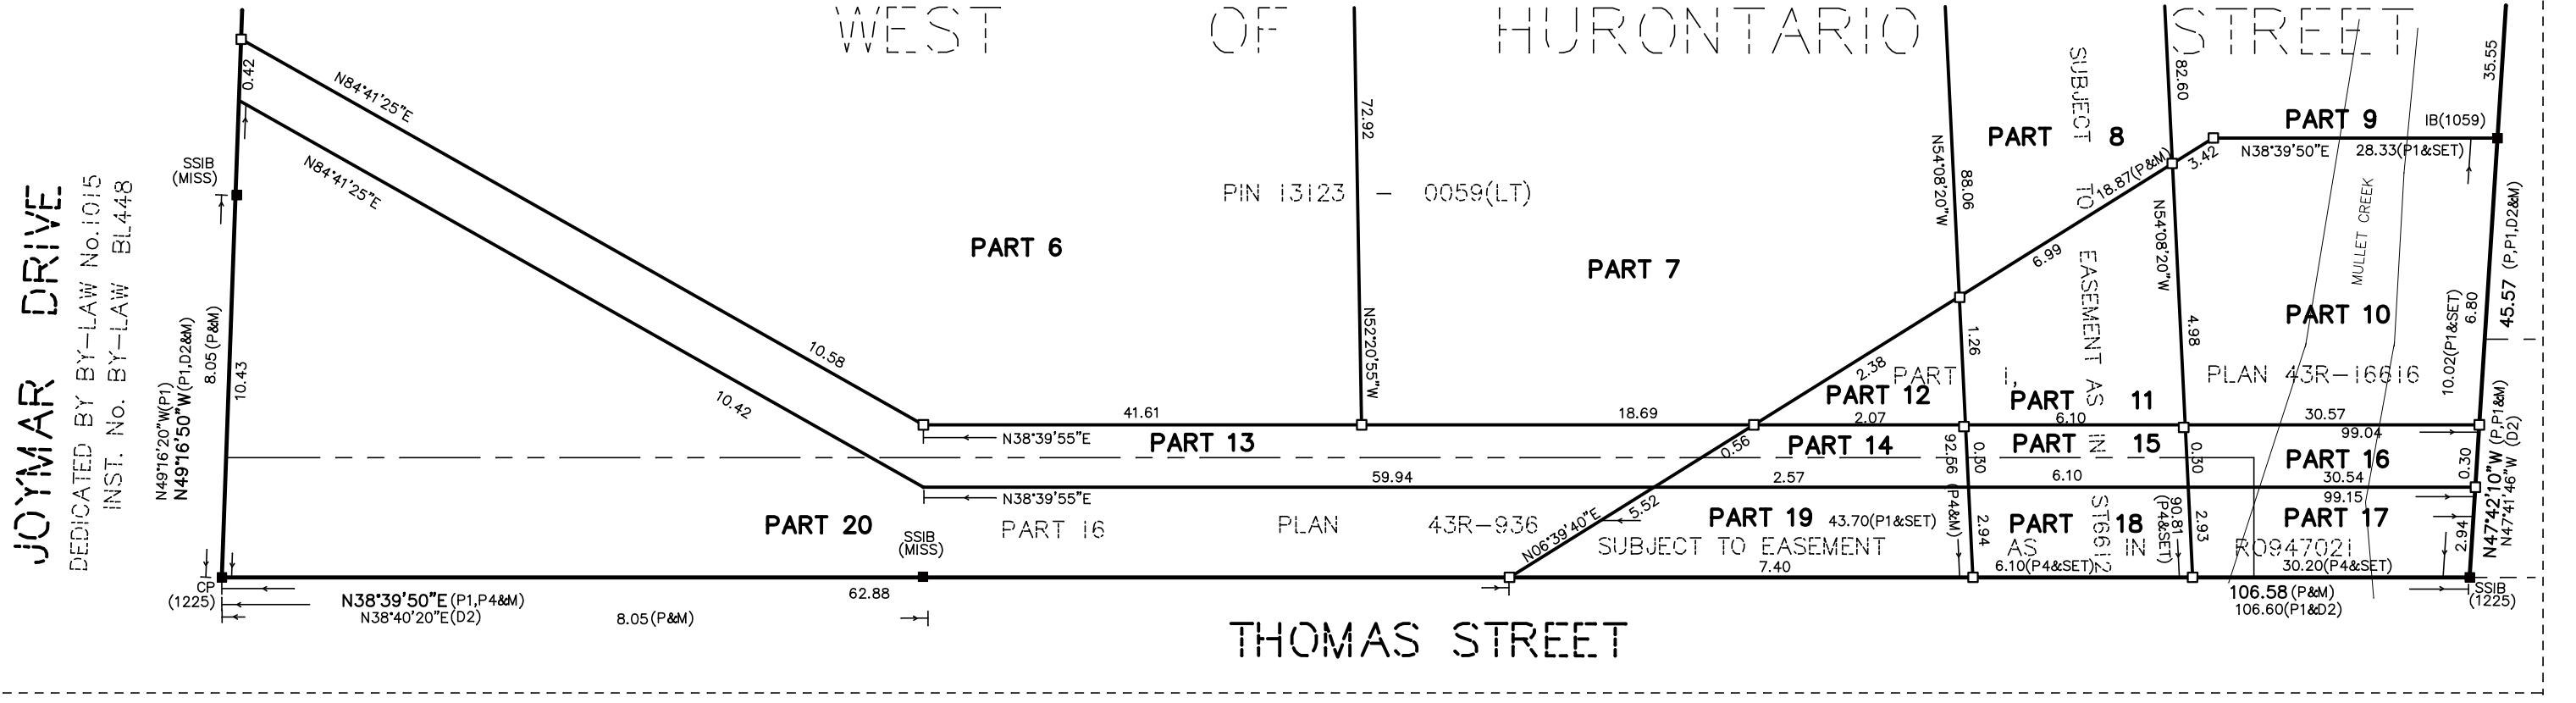 WEST OF HURONTARIO STREET
0.42
N84°41'25"E
72.92
88.06
SUBJECT TO EASEMENT AS IN ST6612
82.60
35.55
PART 8
PART 9
IB(1059)
N38°39'50"E
28.33(P1&SET)
18.87(P&M)
3.42
SSIB
(MISS)
N84°41'25"E
PIN 13123 - 0059(LT)
N54°08'20"W
N54°08'20"W
MULLET CREEK
JOYMAR DRIVE
DEDICATED BY BY-LAW No.1015
INST. No. BY-LAW BL448
PART 6
PART 7
6.99
45.57 (P,P1,D2&M)
6.80
10.02(P1&SET)
PART 10
N49°16'20"W(P1)
N49°16'50"W(P1,D2&M)
8.05(P&M)
10.43
10.58
10.42
N52°20'55"W
1.26
4.98
2.38
PART 1, PLAN 43R-16616
PART 12
PART 11
41.61
18.69
2.07
6.10
30.57
99.04
N38°39'55"E
PART 13
0.56
PART 14
92.56 (P4&M)
0.30
PART 15
0.30
PART 16
0.30
N47°42'10"W (P,P1&M)
N47°41'46"W (D2)
59.94
2.57
6.10
30.54
99.15
N38°39'55"E
PART 20
PART 16 PLAN 43R-936
5.52
N06°39'40"E
PART 19
43.70(P1&SET)
2.94
PART 18
90.81
(P4&SET)
2.93
PART 17
2.94
SSIB
(MISS)
SUBJECT TO EASEMENT AS IN RO947021
7.40
6.10(P4&SET)
30.20(P4&SET)
CP
(1225)
N38°39'50"E(P1,P4&M)
N38°40'20"E(D2)
62.88
8.05(P&M)
106.58(P&M)
106.60(P1&D2)
SSIB
(1225)
THOMAS STREET